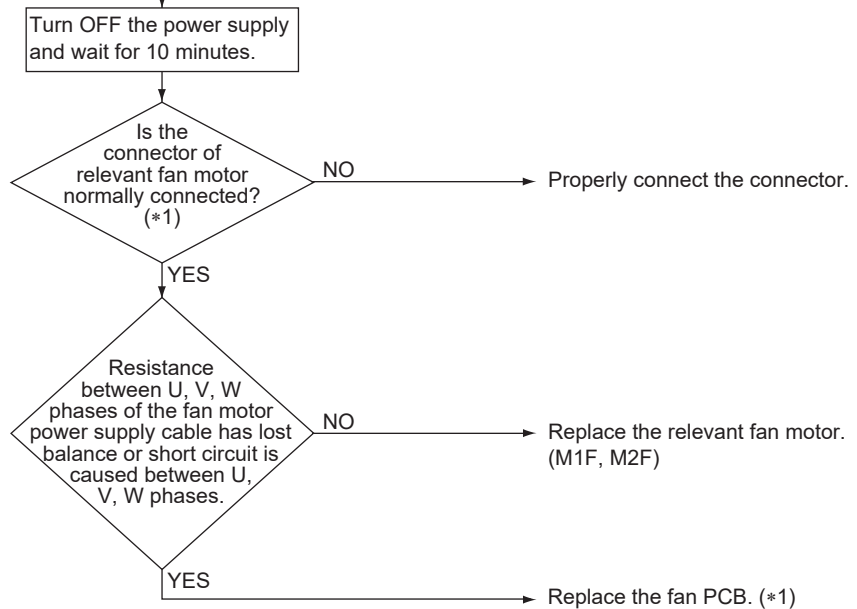 Turn OFF the power supply
and wait for 10 minutes.
Is the
connector of
relevant fan motor
normally connected?
(*1)
NO
Properly connect the connector.
YES
Resistance
between U, V, W
phases of the fan motor
power supply cable has lost
balance or short circuit is
caused between U,
V, W phases.
NO
Replace the relevant fan motor.
(M1F, M2F)
YES
Replace the fan PCB. (*1)